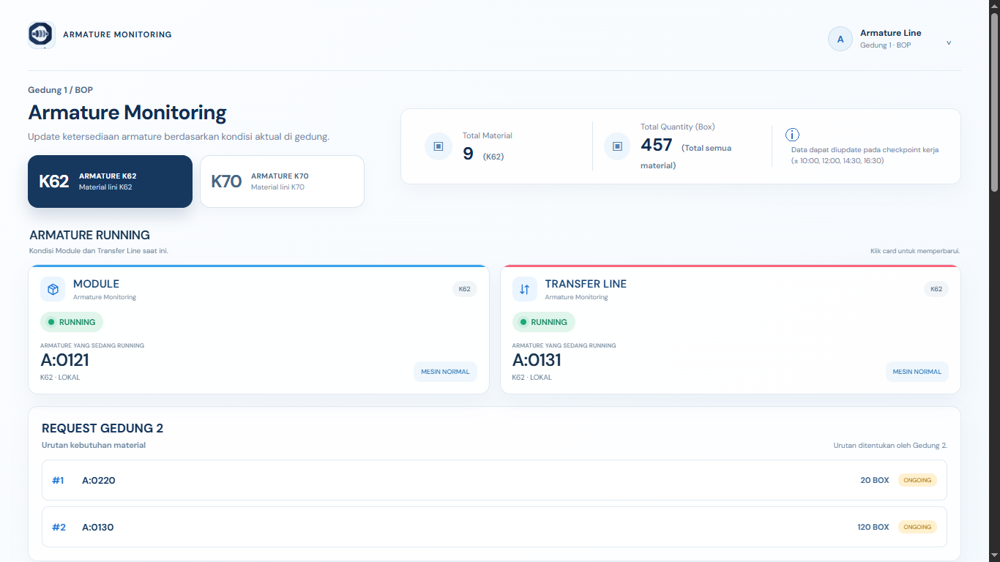 ARMATURE MONITORING
A
Armature Line
Gedung 1 · BOP
v
Gedung 1 / BOP
Armature Monitoring
Update ketersediaan armature berdasarkan kondisi aktual di gedung.
K62
ARMATURE K62
Material lini K62
K70
ARMATURE K70
Material lini K70
Total Material
9 (K62)
Total Quantity (Box)
457 (Total semua
material)
Data dapat diupdate pada checkpoint kerja
(± 10:00, 12:00, 14:30, 16:30)
ARMATURE RUNNING
Kondisi Module dan Transfer Line saat ini.
Klik card untuk memperbarui.
MODULE
Armature Monitoring
K62
RUNNING
ARMATURE YANG SEDANG RUNNING
A:0121
K62 · LOKAL
MESIN NORMAL
TRANSFER LINE
Armature Monitoring
K62
RUNNING
ARMATURE YANG SEDANG RUNNING
A:0131
K62 · LOKAL
MESIN NORMAL
REQUEST GEDUNG 2
Urutan kebutuhan material
Urutan ditentukan oleh Gedung 2.
#1 A:0220 20 BOX ONGOING
#2 A:0130 120 BOX ONGOING